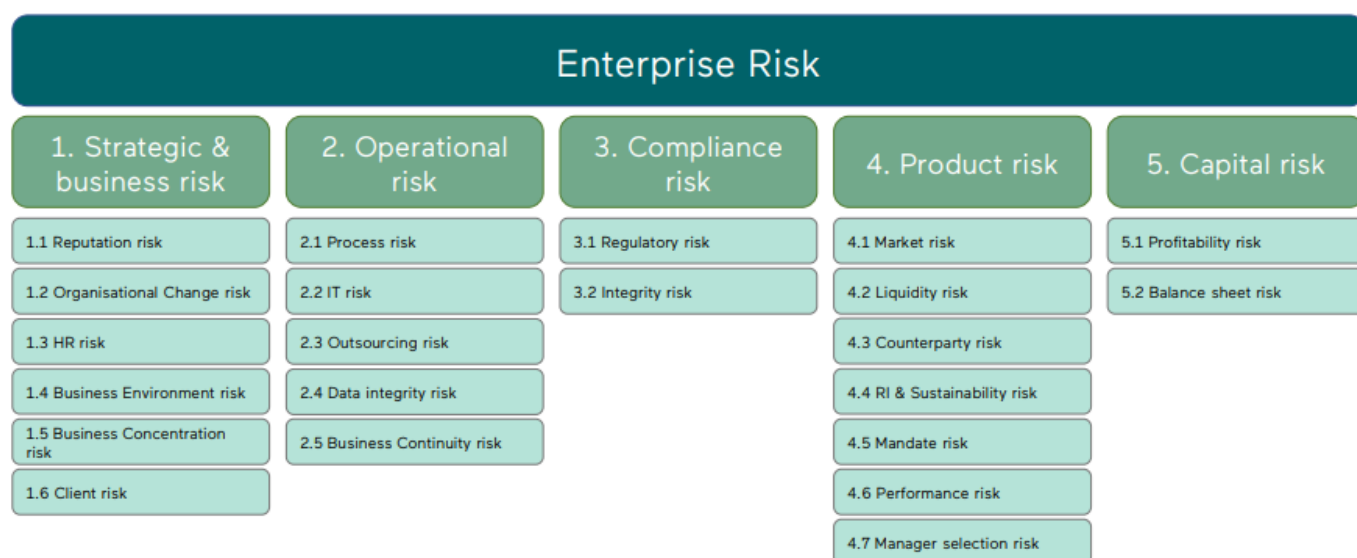 Enterprise Risk
1. Strategic &
business risk
1.1 Reputation risk
1.2 Organisational Change risk
1.3 HR risk
1.4 Business Environment risk
1.5 Business Concentration
risk
1.6 Client risk
2. Operational
risk
2.1 Process risk
2.2 IT risk
2.3 Outsourcing risk
2.4 Data integrity risk
2.5 Business Continuity risk
3. Compliance
risk
3.1 Regulatory risk
3.2 Integrity risk
4. Product risk
4.1 Market risk
4.2 Liquidity risk
4.3 Counterparty risk
4.4 RI & Sustainability risk
4.5 Mandate risk
4.6 Performance risk
4.7 Manager selection risk
5. Capital risk
5.1 Profitability risk
5.2 Balance sheet risk